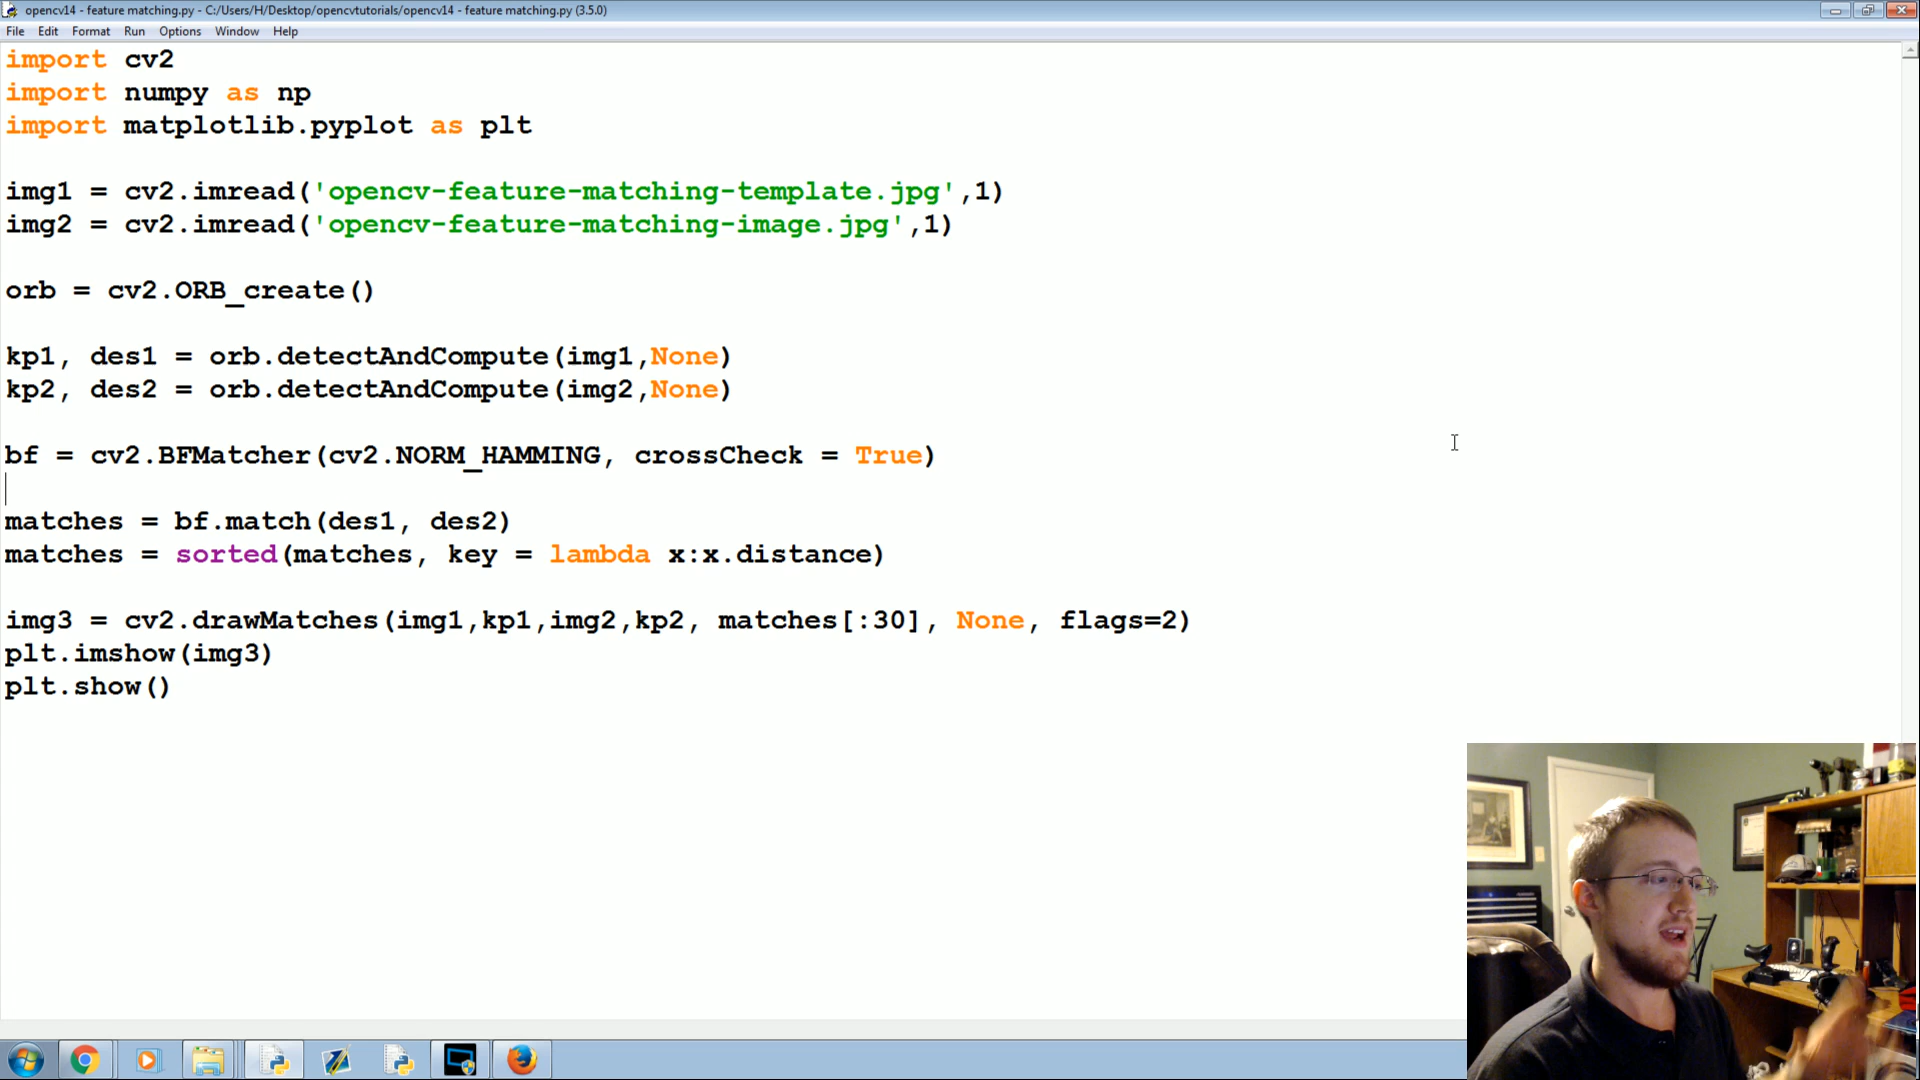 opencv14 - feature matching.py - C:/Users/H/Desktop/opencvtutorials/opencv14 - feature matching.py (3.5.0)
File Edit Format Run Options Window Help
import cv2
import numpy as np
import matplotlib.pyplot as plt
img1 = cv2.imread('opencv-feature-matching-template.jpg',1)
img2 = cv2.imread('opencv-feature-matching-image.jpg',1)
orb = cv2.ORB_create()
kp1, des1 = orb.detectAndCompute(img1,None)
kp2, des2 = orb.detectAndCompute(img2,None)
bf = cv2.BFMatcher(cv2.NORM_HAMMING, crossCheck = True)
matches = bf.match(des1, des2)
matches = sorted(matches, key = lambda x:x.distance)
img3 = cv2.drawMatches(img1,kp1,img2,kp2, matches[:30], None, flags=2)
plt.imshow(img3)
plt.show()